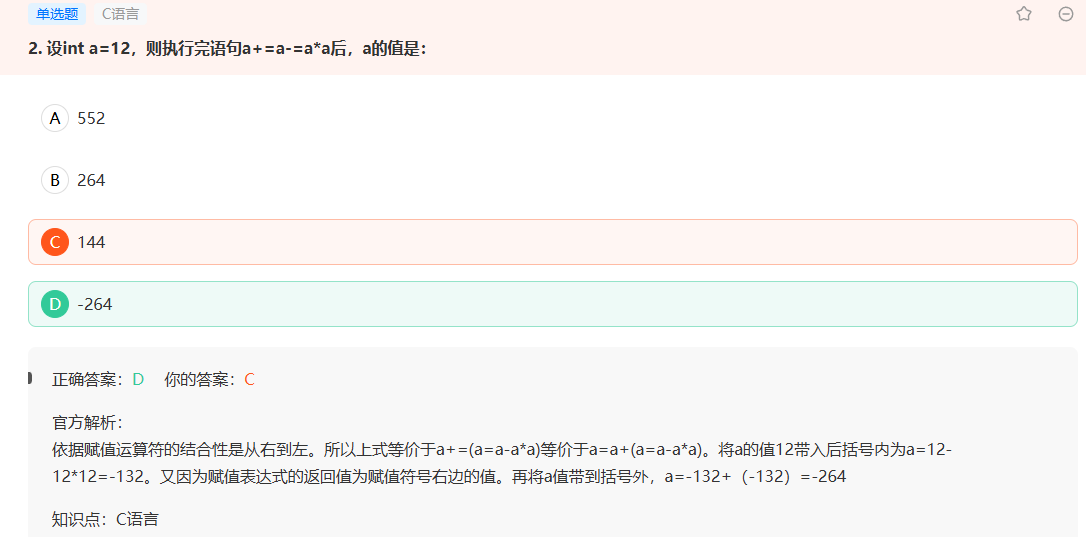 单选题 C语言
2. 设int a=12，则执行完语句a+=a-=a*a后，a的值是：
A 552
B 264
C 144
D -264
正确答案：D 你的答案：C
官方解析：
依据赋值运算符的结合性是从右到左。所以上式等价于a+=(a=a-a*a)等价于a=a+(a=a-a*a)。将a的值12带入后括号内为a=12-
12*12=-132。又因为赋值表达式的返回值为赋值符号右边的值。再将a值带到括号外，a=-132+（-132）=-264
知识点：C语言